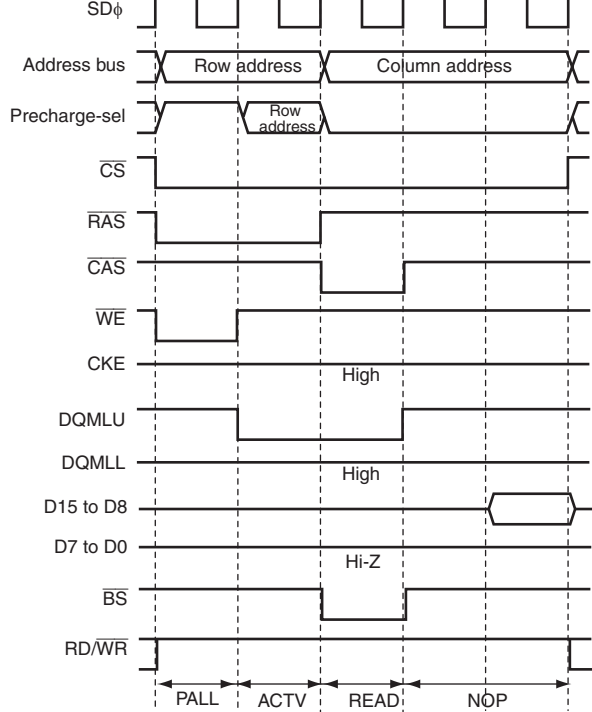 SDϕ
Address bus
Row address
Column address
Precharge-sel
Row
address
CS
RAS
CAS
WE
CKE
High
DQMLU
DQMLL
High
D15 to D8
D7 to D0
Hi-Z
BS
RD/WR
PALL ACTV READ NOP